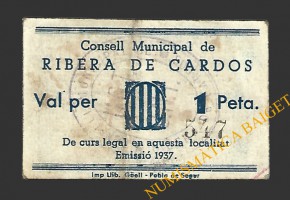 Consell Municipal de
RIBERA DE CARDOS
Val per 1 Peta.
547
De curs legal en aquesta localitat
Emissió 1937.
Imp Llib. Güell - Pobla de Segur
NUMISMATICA BAIGET